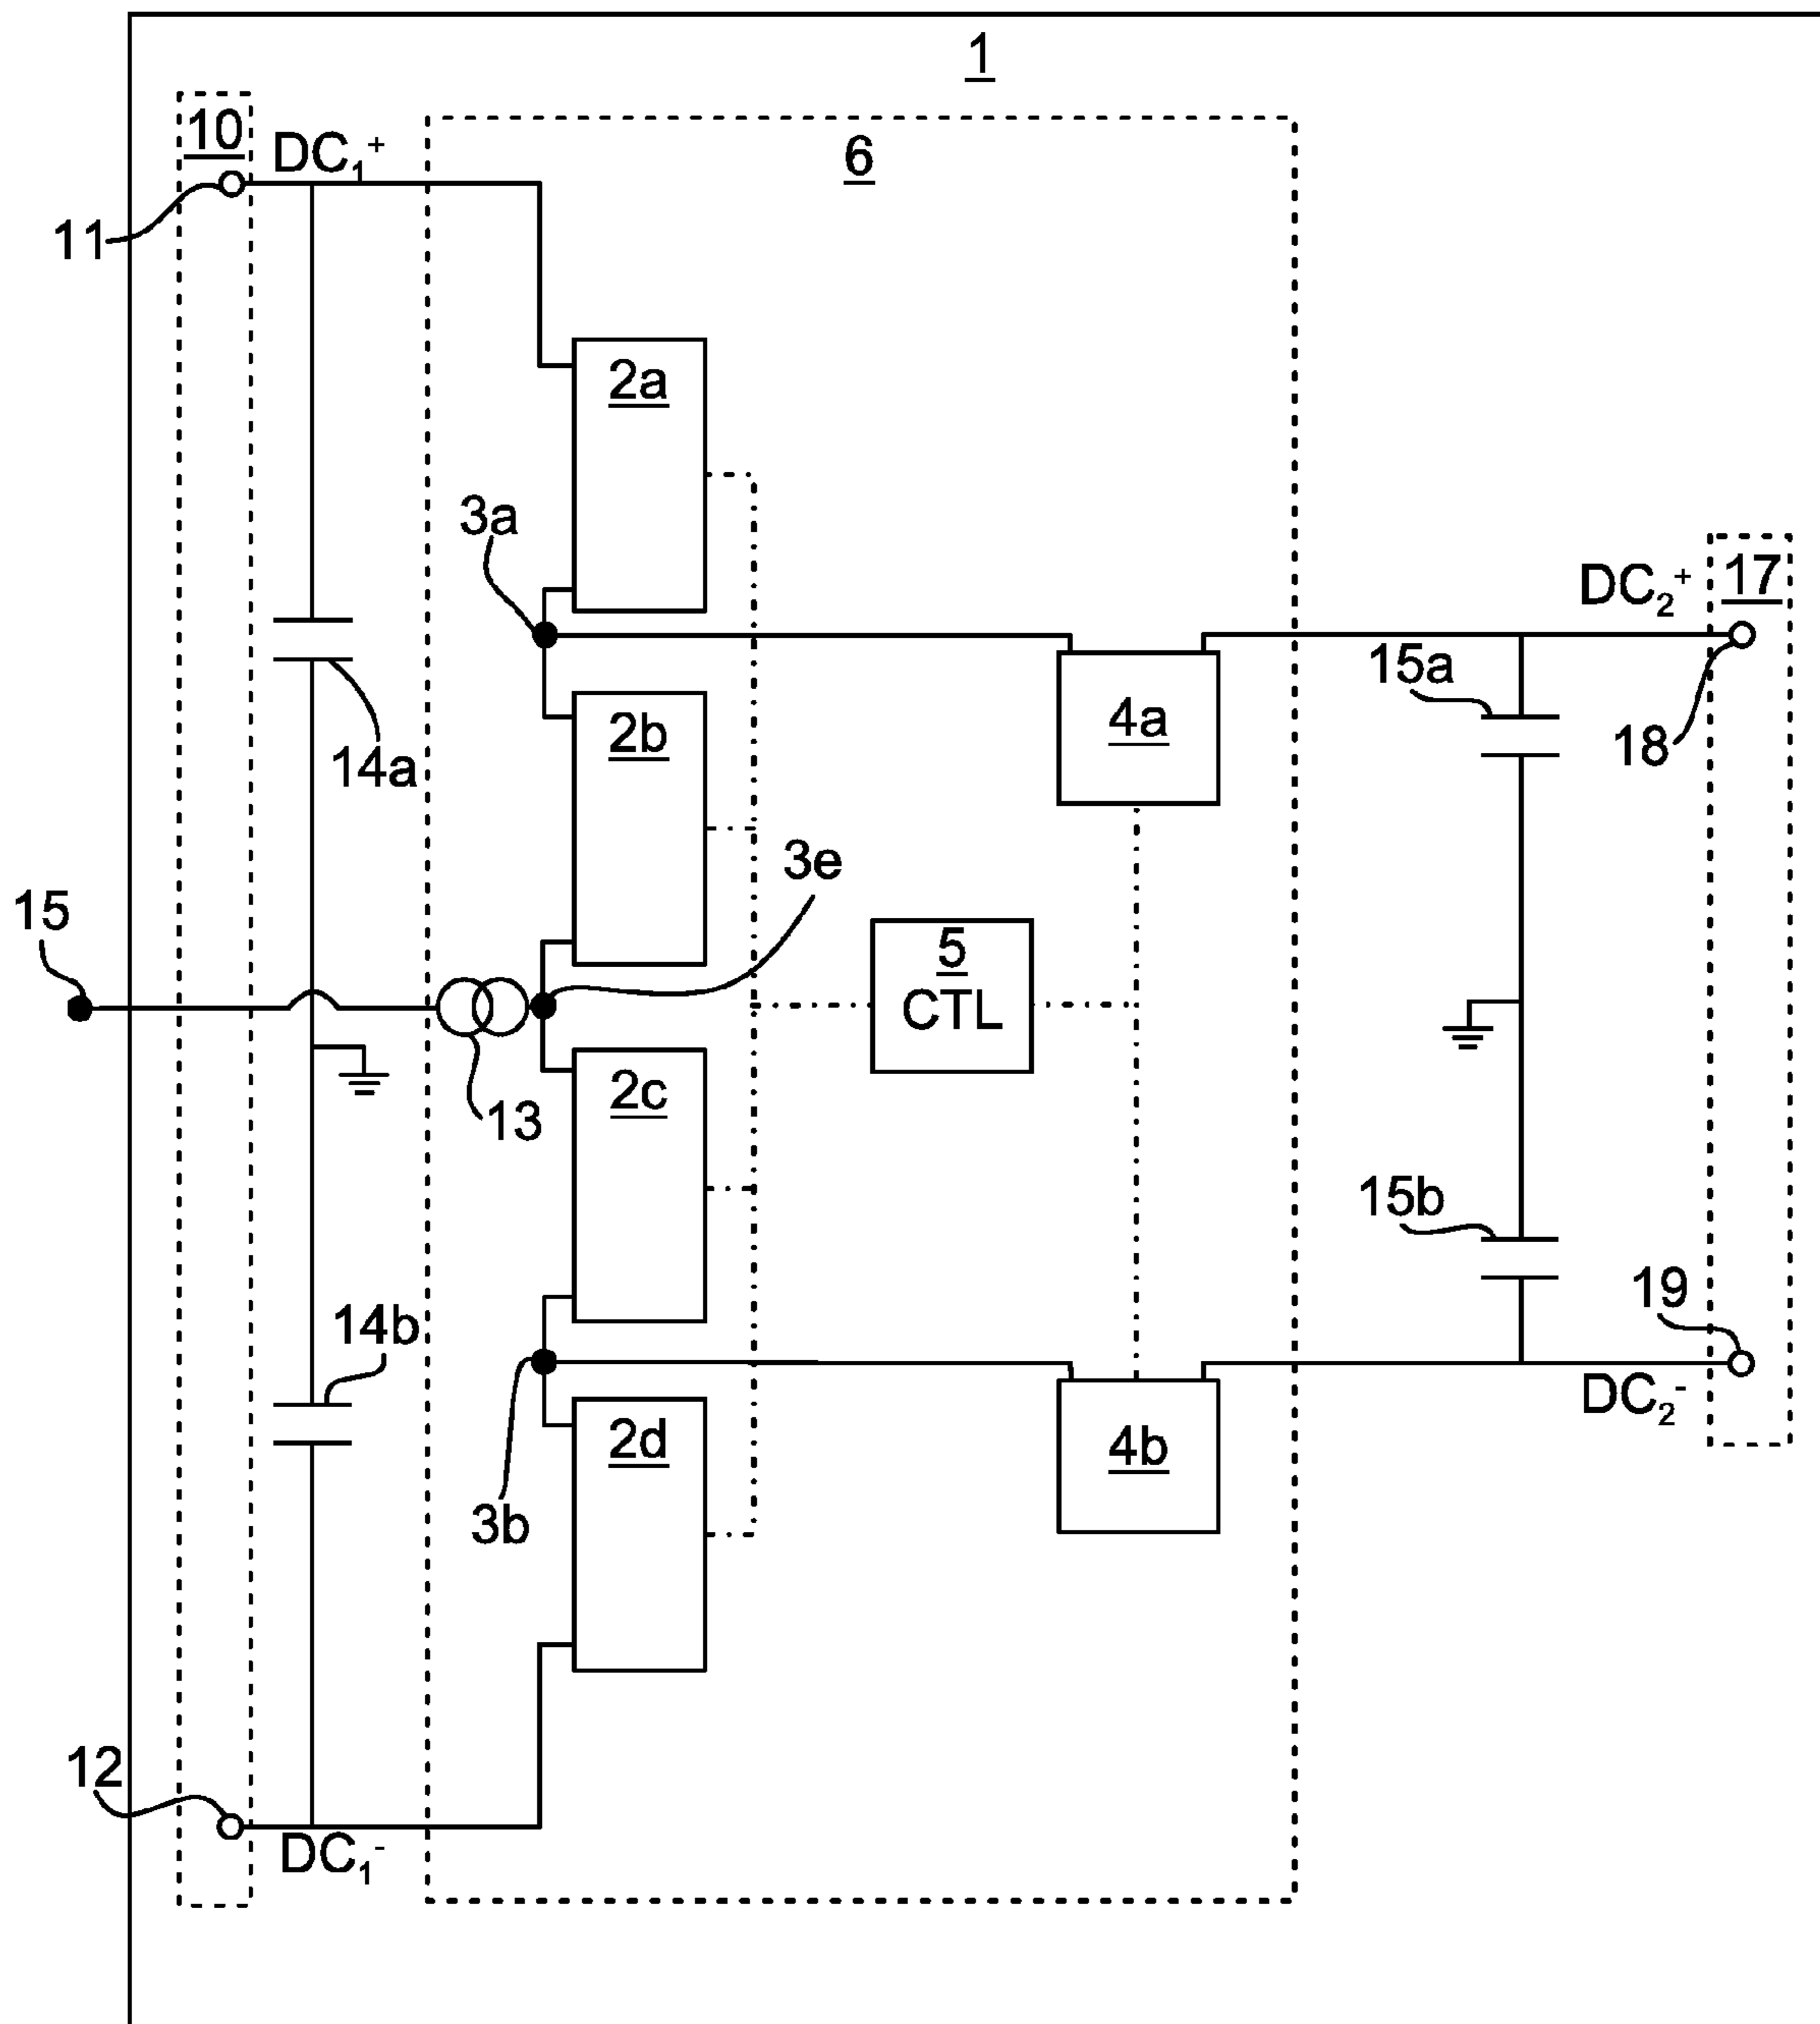 1
10
DC₁⁺
6
11
2a
3a
DC₂⁺
17
15a
4a
18
2b
14a
3e
15
5
CTL
2c
13
15b
19
14b
DC₂⁻
2d
4b
3b
12
DC₁⁻